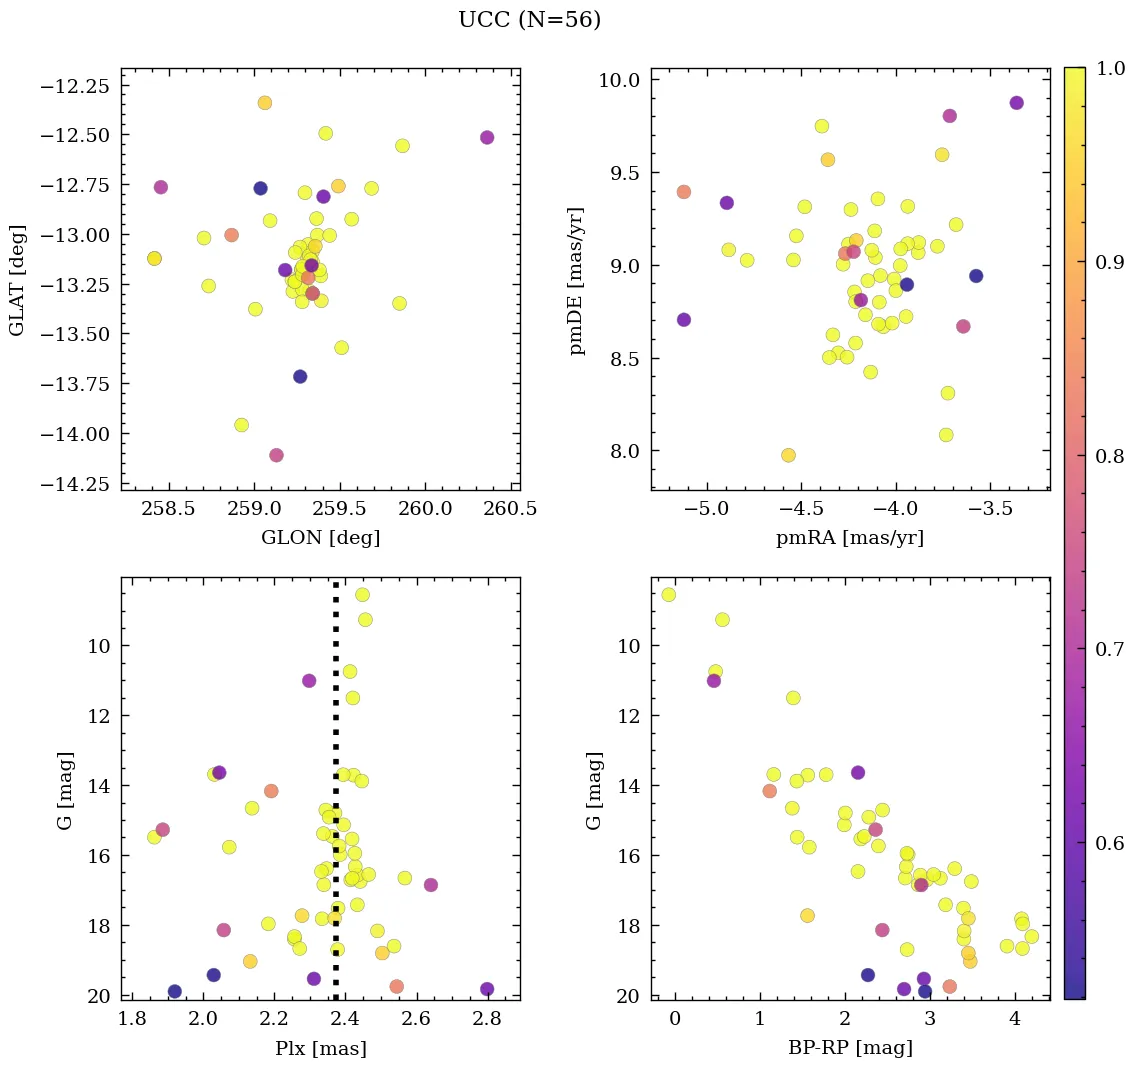 UCC (N=56)
−12.25
−12.50
−12.75
−13.00
−13.25
−13.50
−13.75
−14.00
−14.25
GLAT [deg]
258.5 259.0 259.5 260.0 260.5
GLON [deg]
10.0
9.5
9.0
8.5
8.0
pmDE [mas/yr]
−5.0 −4.5 −4.0 −3.5
pmRA [mas/yr]
10
12
14
16
18
20
G [mag]
1.8 2.0 2.2 2.4 2.6 2.8
Plx [mas]
10
12
14
16
18
20
G [mag]
0 1 2 3 4
BP-RP [mag]
1.0
0.9
0.8
0.7
0.6